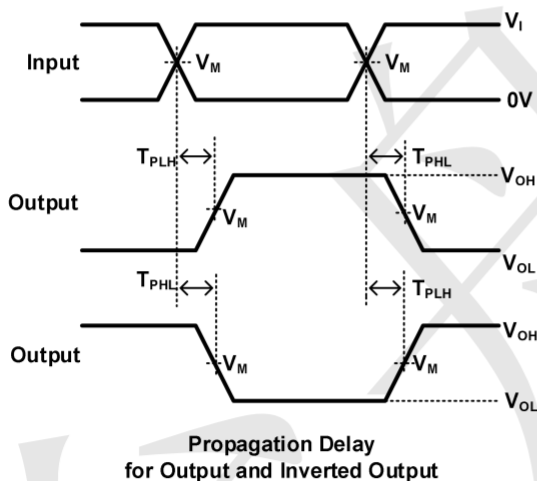 V_I
Input
V_M
V_M
0V
T_PLH
T_PHL
V_OH
Output
V_M
V_M
V_OL
T_PHL
T_PLH
V_OH
Output
V_M
V_M
V_OL
Propagation Delay
for Output and Inverted Output